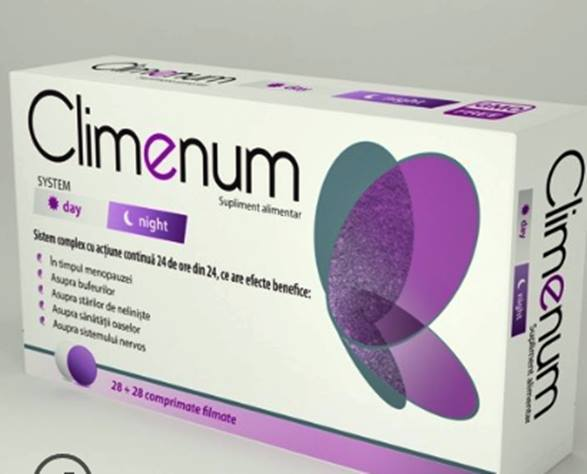 Climenum
day
night
GMO
FREE
Climenum
SYSTEM
Supliment alimentar
day
night
Sistem complex cu acțiune continuă 24 de ore din 24, ce are efecte benefice:
În timpul menopauzei
Asupra bufeurilor
Asupra stărilor de neliniște
Asupra sănătății oaselor
Asupra sistemului nervos
28 + 28 comprimate filmate
day
night
Climenum
Supliment alimentar